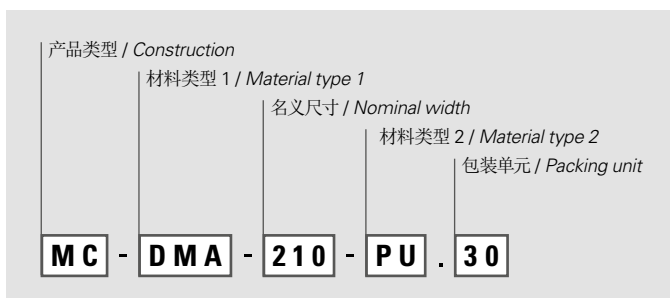 产品类型 / Construction
材料类型 1 / Material type 1
名义尺寸 / Nominal width
材料类型 2 / Material type 2
包装单元 / Packing unit
MC - DMA - 210 - PU . 30